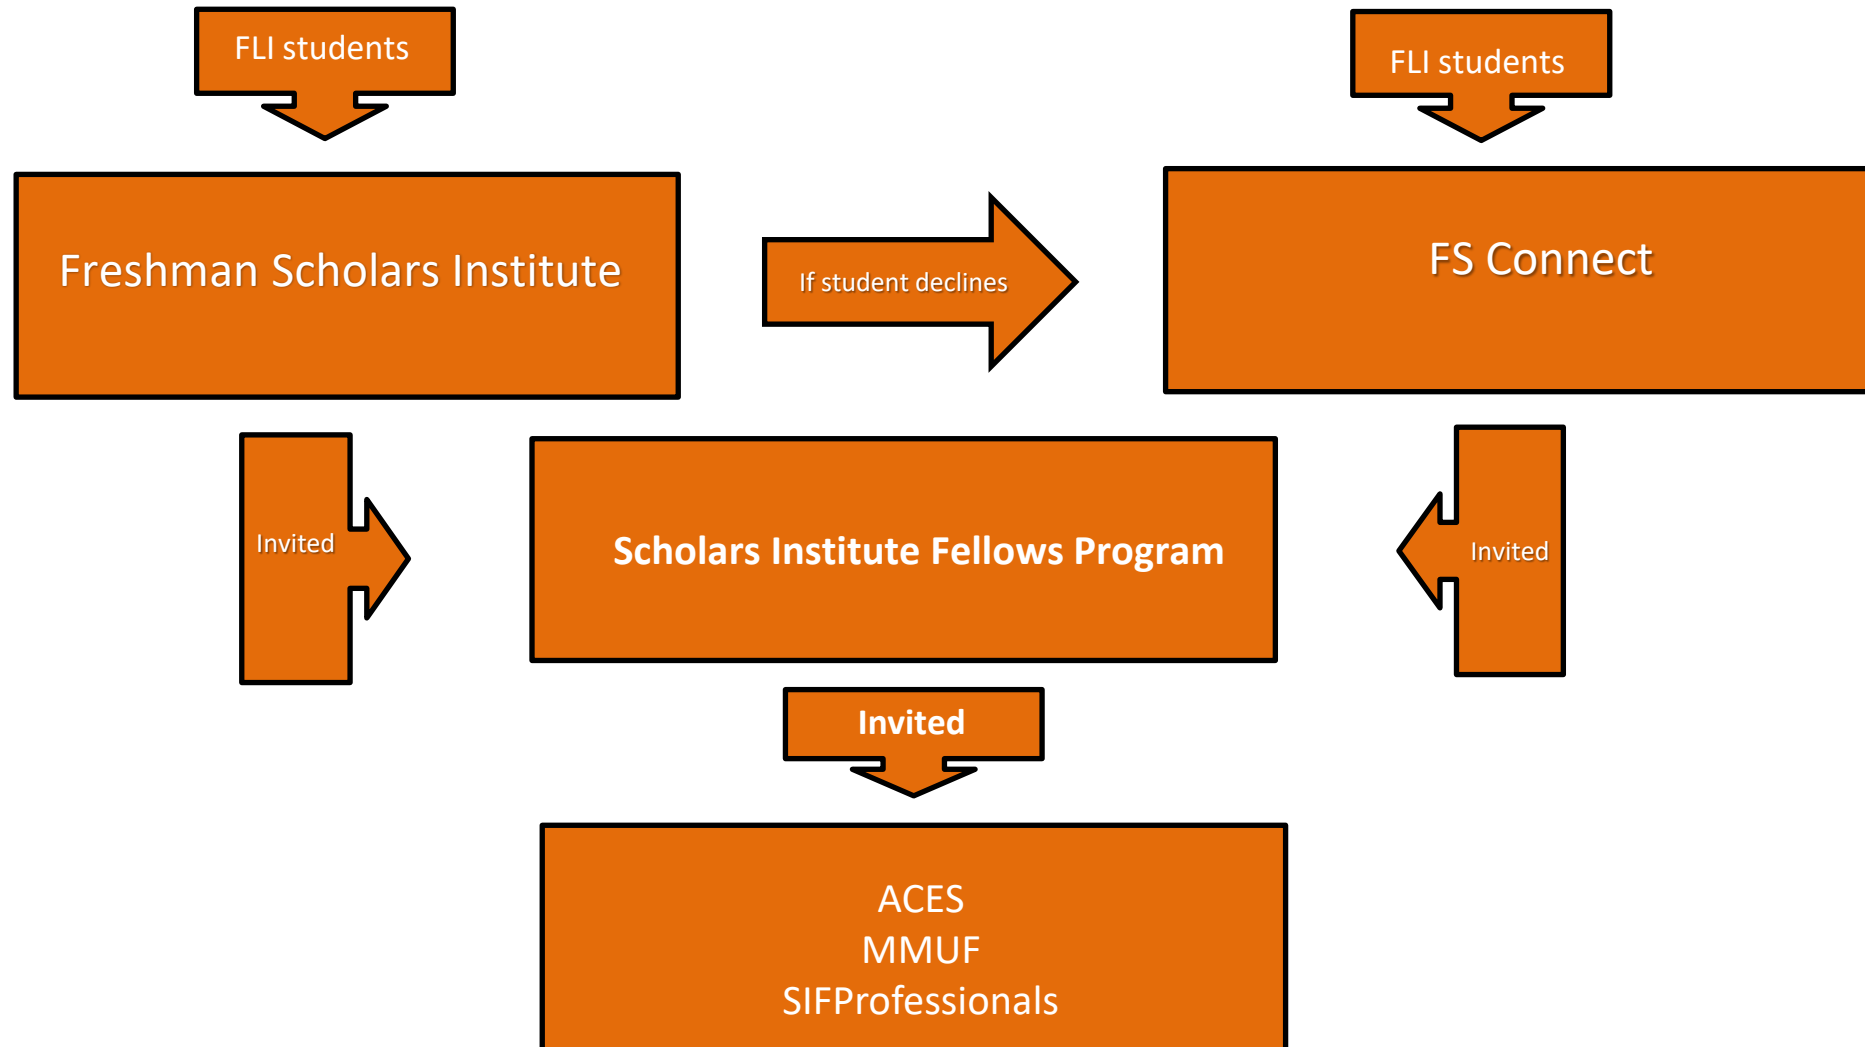 FLI students
FLI students
Freshman Scholars Institute
If student declines
FS Connect
Invited
Scholars Institute Fellows Program
Invited
Invited
ACES
MMUF
SIFProfessionals